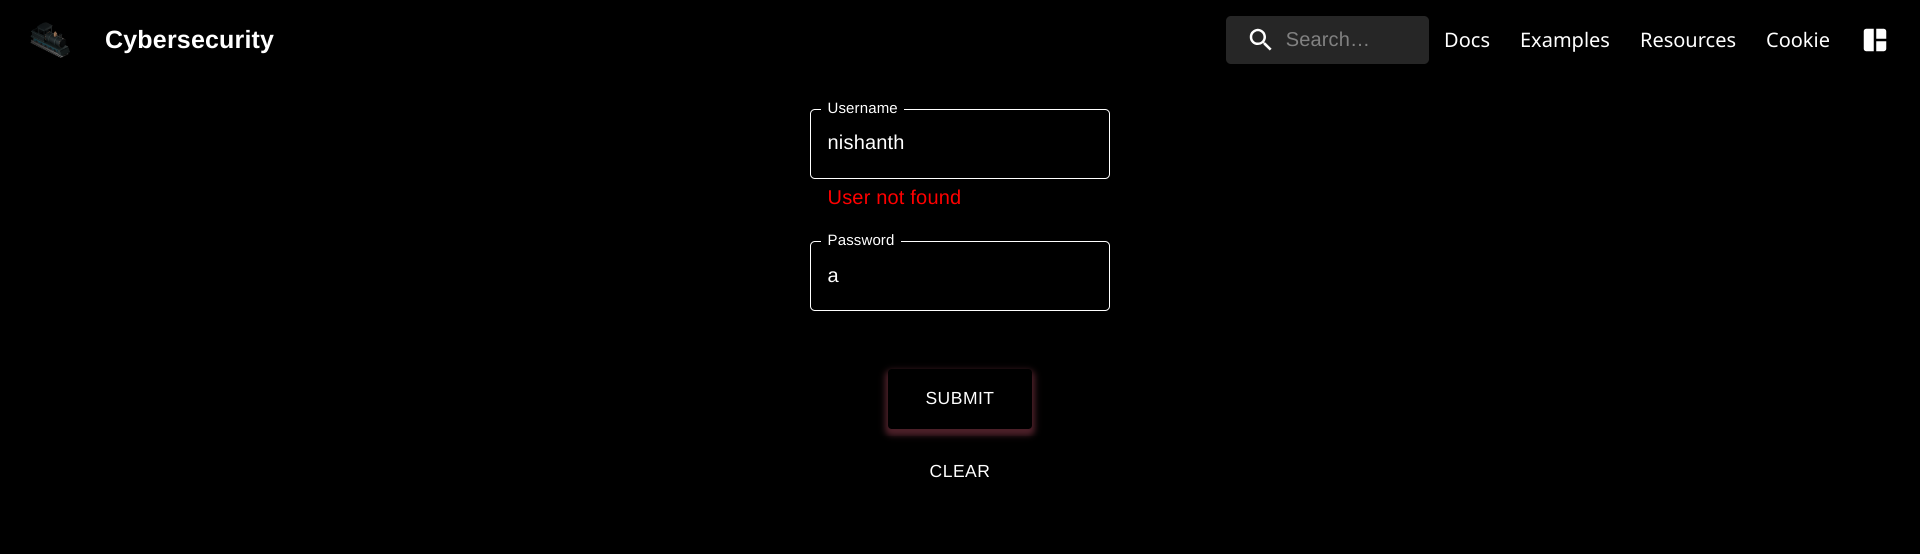 Cybersecurity
Search…
Docs
Examples
Resources
Cookie
Username
nishanth
User not found
Password
a
SUBMIT
CLEAR